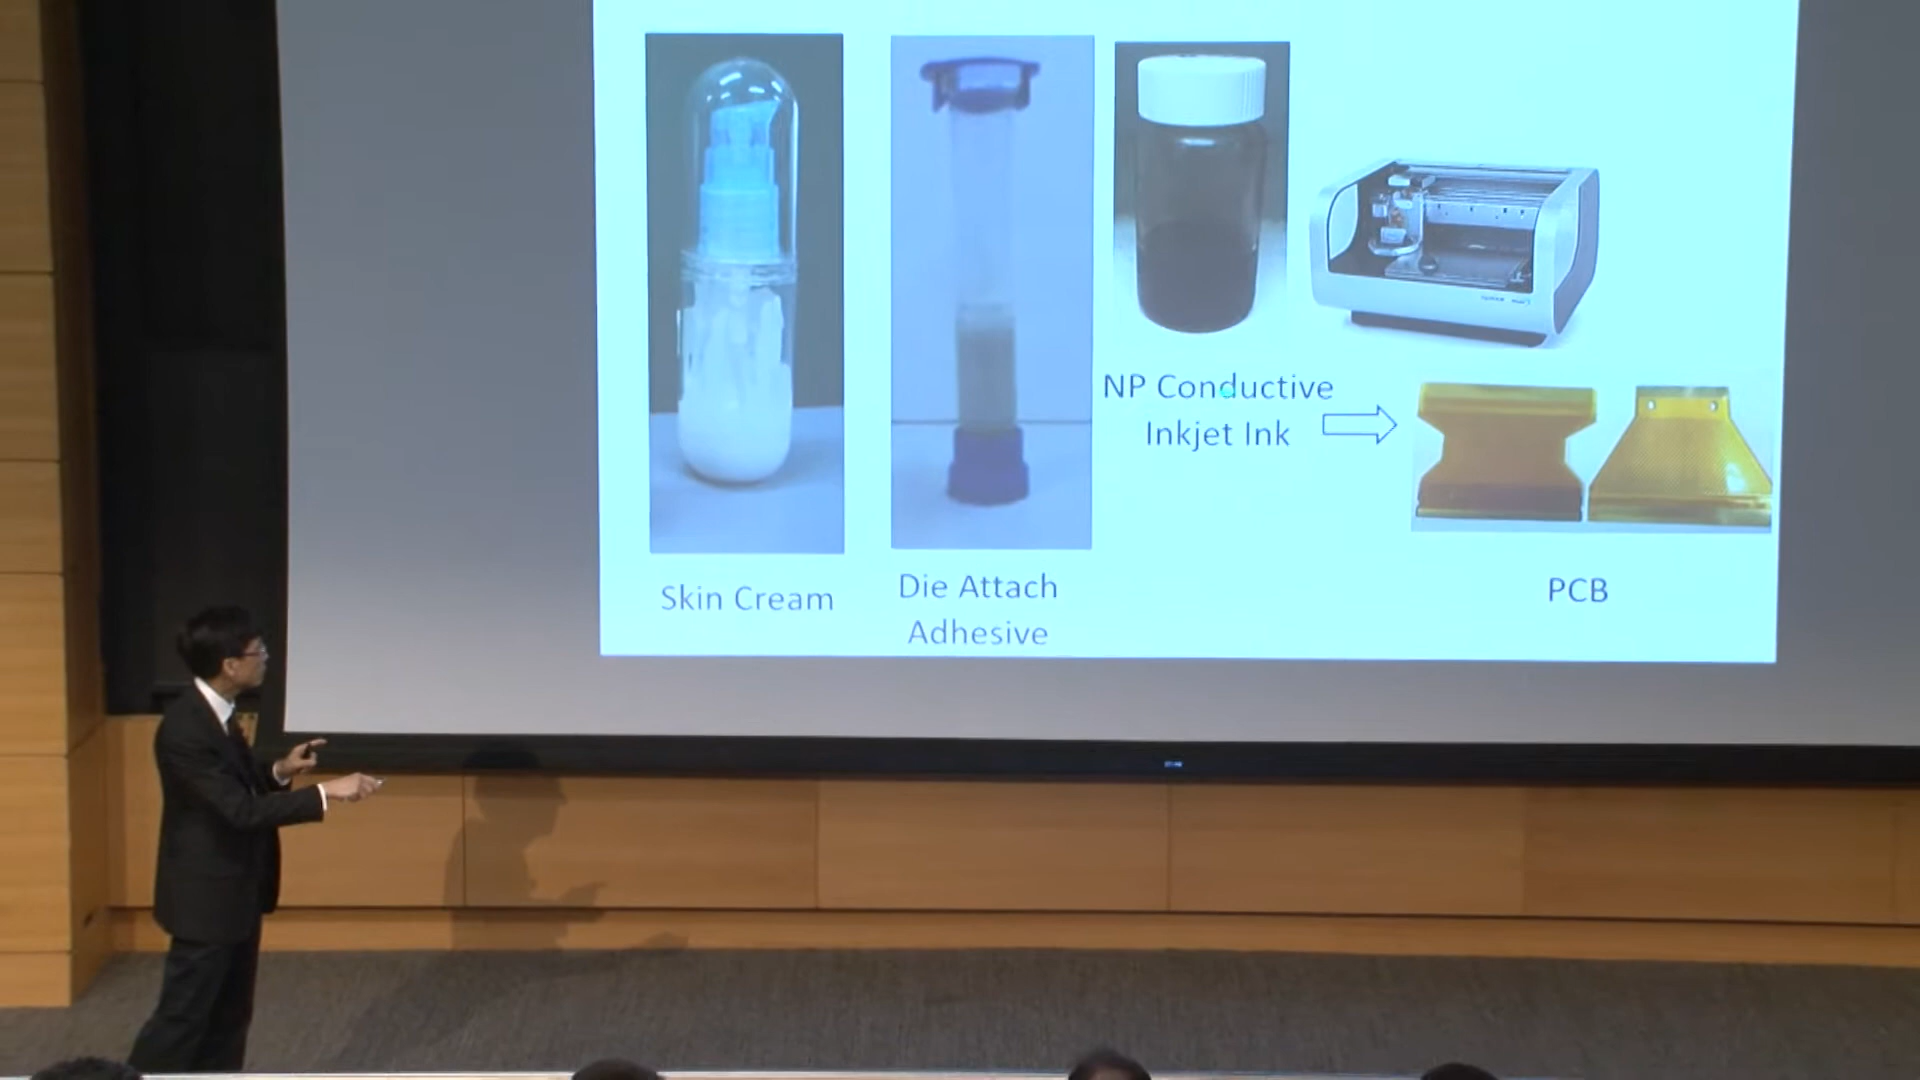 NP Conductive
Inkjet Ink
Skin Cream
Die Attach
Adhesive
PCB